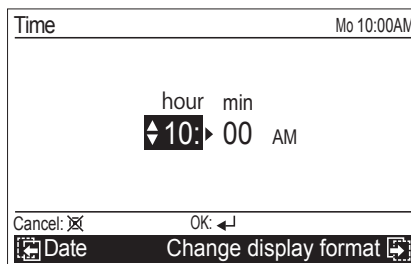 Time Mo 10:00AM
hour min
10: 00 AM
Cancel: OK:
Date Change display format